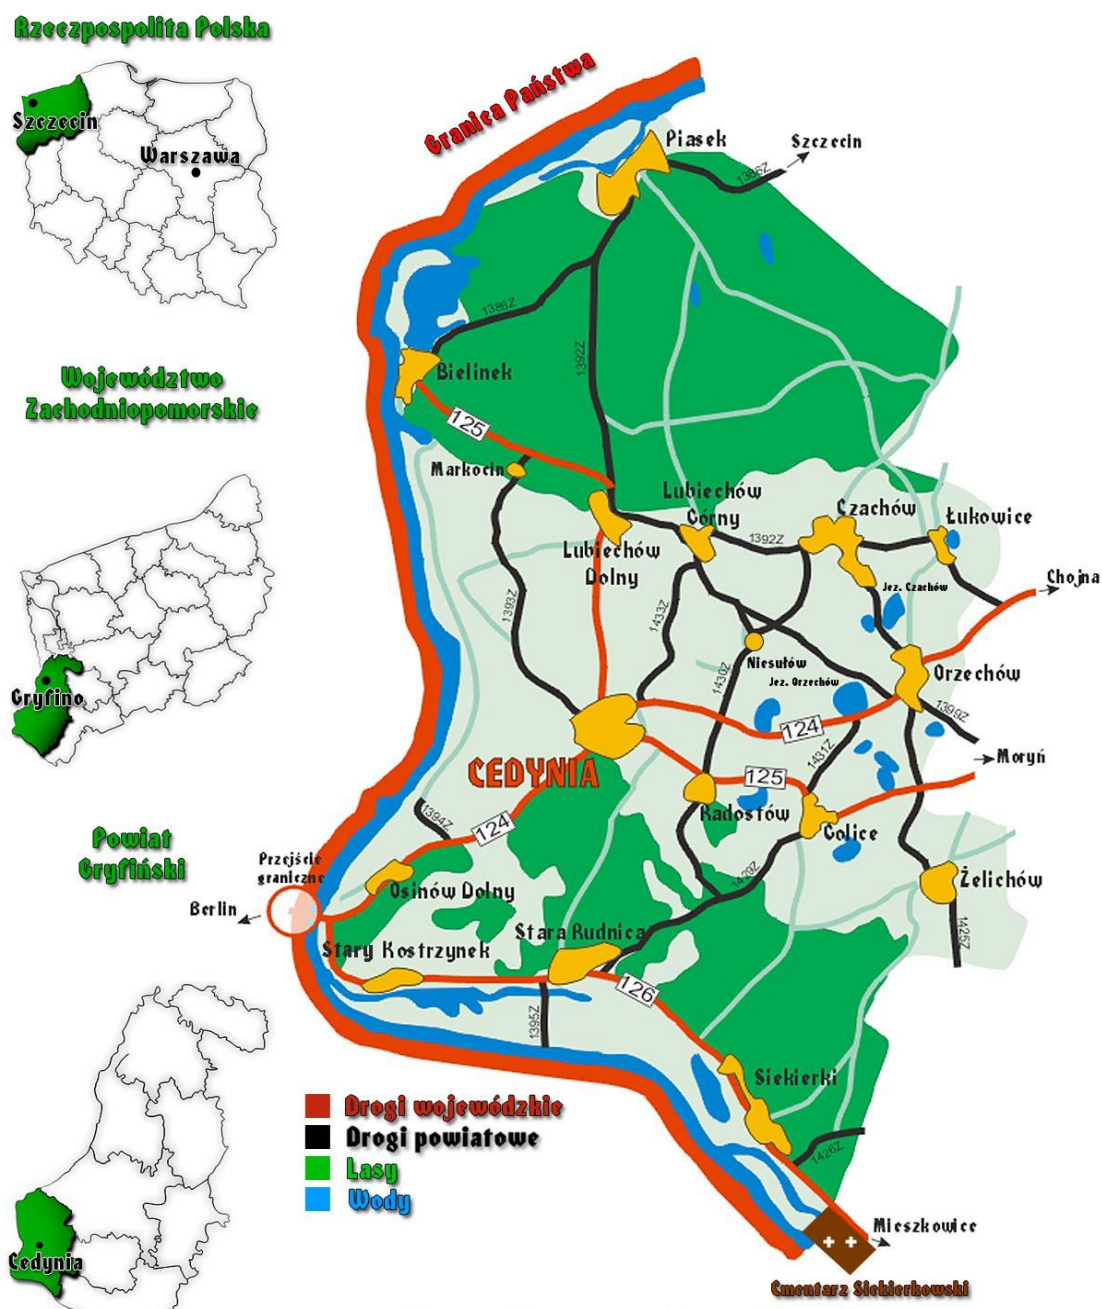 Rzeczpospolita Polska
Szczecin
Warszawa
Województwo
Zachodniopomorskie
Gryfino
Powiat
Gryfiński
Cedynia
Granica Państwa
Piasek
Szczecin
1386Z
1386Z
1392Z
Bielinek
125
Markocin
Lubiechów
Górny
Czachów
Łukowice
1392Z
Lubiechów
Dolny
Jez. Czachów
Chojna
1393Z
1433Z
Niesułów
Orzechów
1430Z
Jez. Orzechów
1399Z
124
1431Z
Moryń
CEDYNIA
125
1394Z
124
Radostów
Golice
Przejście
graniczne
Osinów Dolny
1429Z
Żelichów
Berlin
Stara Rudnica
1425Z
Stary Kostrzynek
126
1395Z
Siekierki
Drogi wojewódzkie
Drogi powiatowe
Lasy
Wody
1426Z
Mieszkowice
Cmentarz Siekierkowski